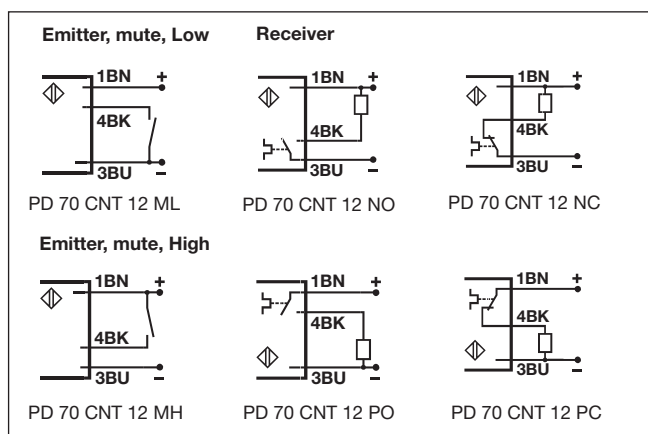 Emitter, mute, Low Receiver
1BN + 1BN + 1BN +
4BK 4BK 4BK
3BU – 3BU – 3BU –
PD 70 CNT 12 ML PD 70 CNT 12 NO PD 70 CNT 12 NC
Emitter, mute, High
1BN + 1BN + 1BN +
4BK 4BK 4BK
3BU – 3BU – 3BU –
PD 70 CNT 12 MH PD 70 CNT 12 PO PD 70 CNT 12 PC